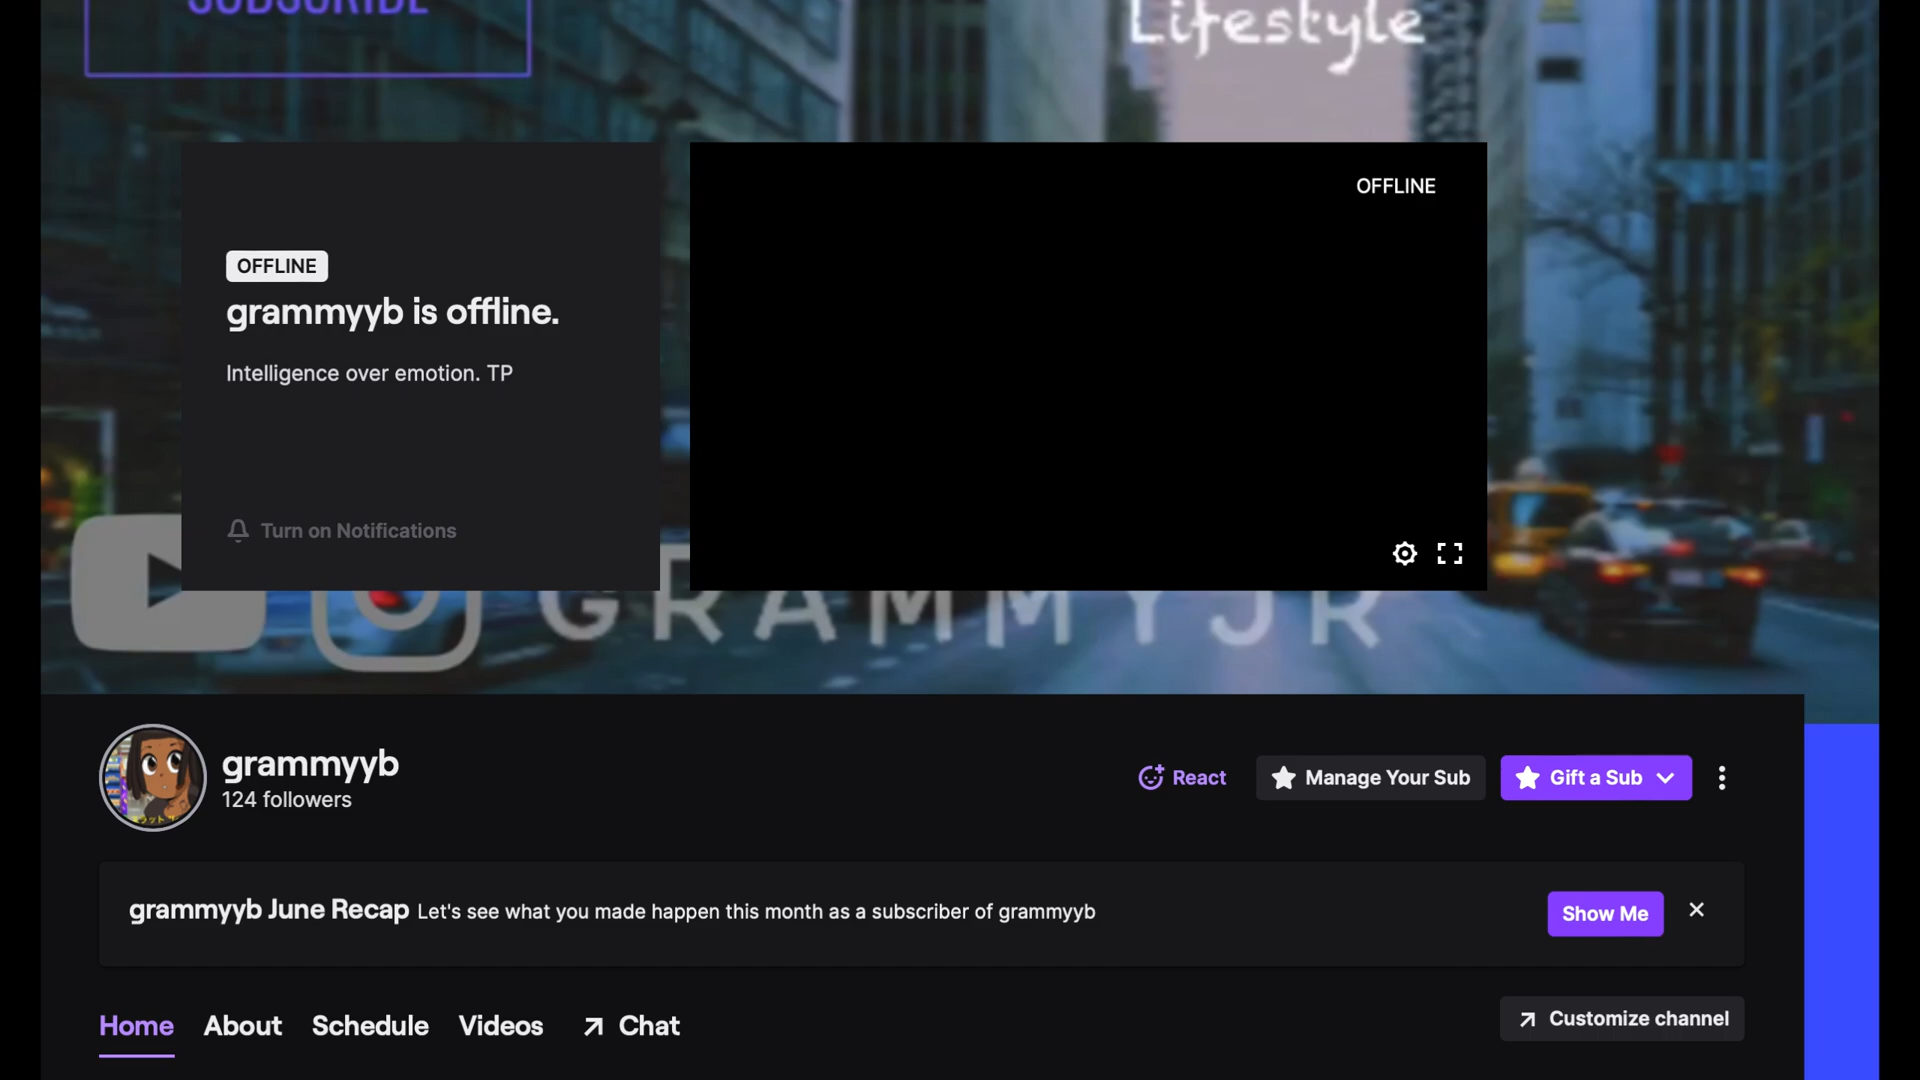 SUBSCRIBE
Lifestyle
OFFLINE
OFFLINE
grammyyb is offline.
Intelligence over emotion. TP
Turn on Notifications
GRAMMYJR
grammyyb
124 followers
React
Manage Your Sub
Gift a Sub
grammyyb June Recap Let's see what you made happen this month as a subscriber of grammyyb
Show Me
Home
About
Schedule
Videos
Chat
Customize channel